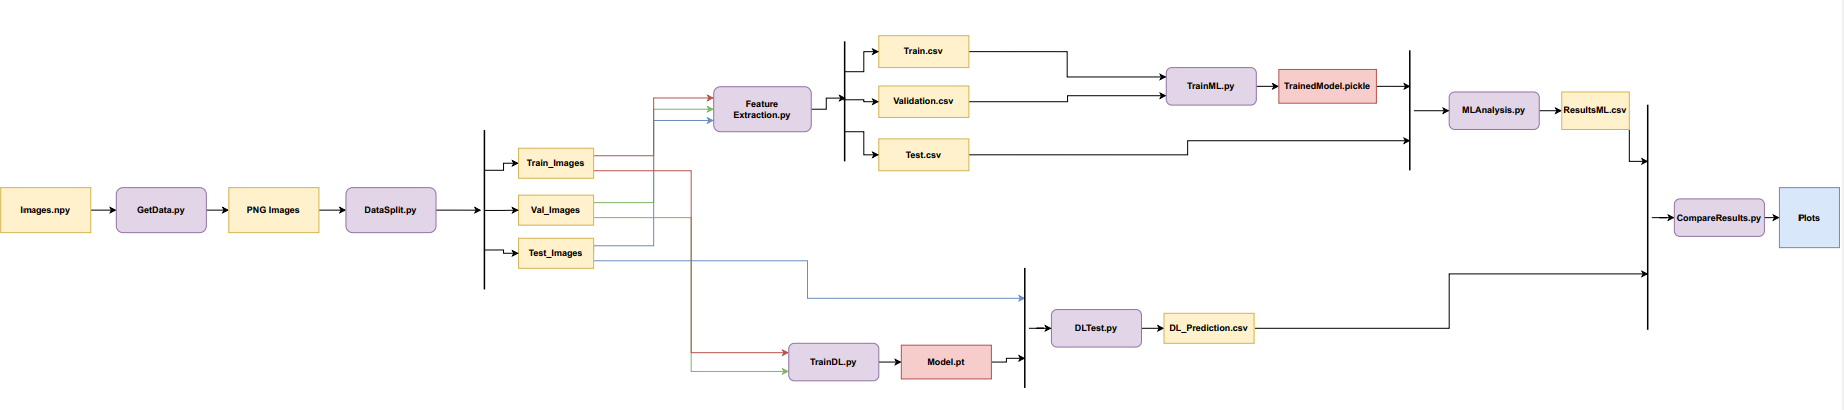 Images.npy
GetData.py
PNG Images
DataSplit.py
Train_Images
Val_Images
Test_Images
Feature
Extraction.py
Train.csv
Validation.csv
Test.csv
TrainML.py
TrainedModel.pickle
MLAnalysis.py
ResultsML.csv
TrainDL.py
Model.pt
DLTest.py
DL_Prediction.csv
CompareResults.py
Plots